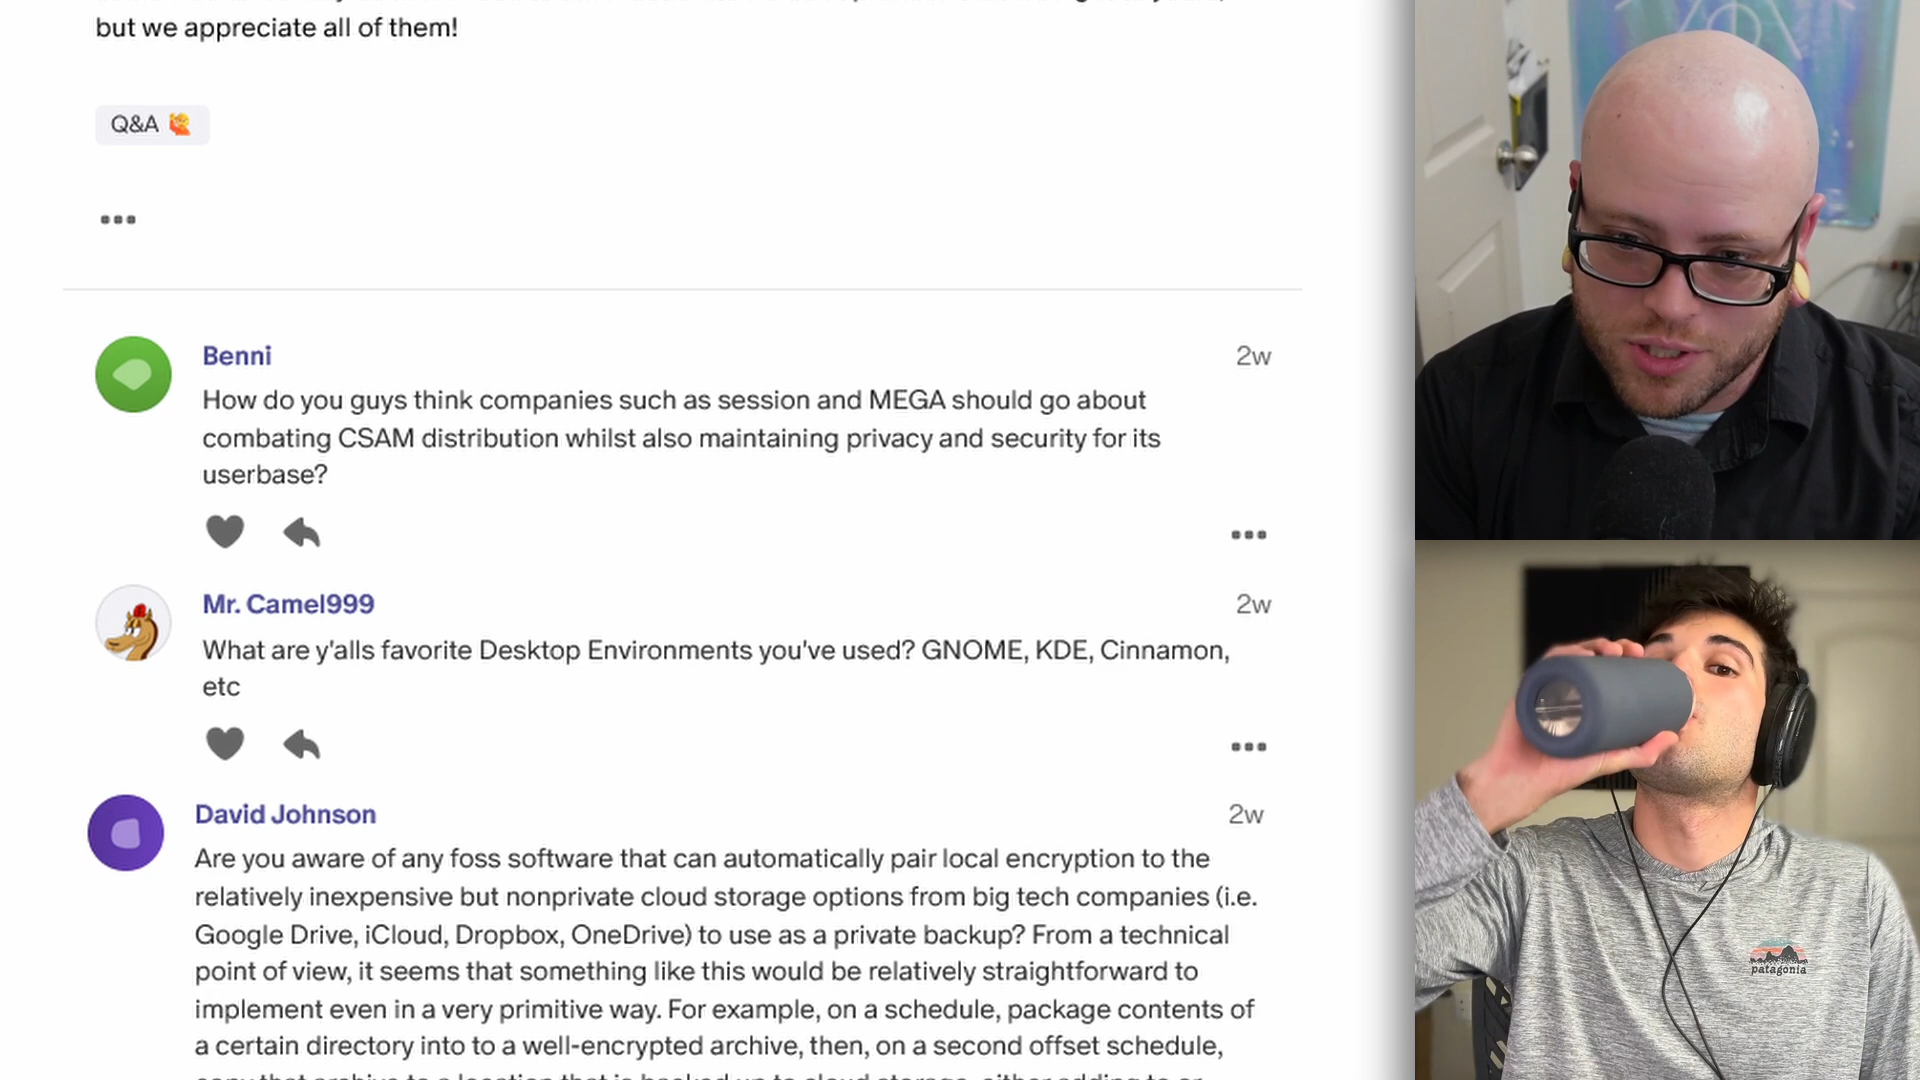 but we appreciate all of them!
Q&A
Benni
2w
How do you guys think companies such as session and MEGA should go about
combating CSAM distribution whilst also maintaining privacy and security for its
userbase?
Mr. Camel999
2w
What are y'alls favorite Desktop Environments you've used? GNOME, KDE, Cinnamon,
etc
David Johnson
2w
Are you aware of any foss software that can automatically pair local encryption to the
relatively inexpensive but nonprivate cloud storage options from big tech companies (i.e.
Google Drive, iCloud, Dropbox, OneDrive) to use as a private backup? From a technical
point of view, it seems that something like this would be relatively straightforward to
implement even in a very primitive way. For example, on a schedule, package contents of
a certain directory into to a well-encrypted archive, then, on a second offset schedule,
patagonia